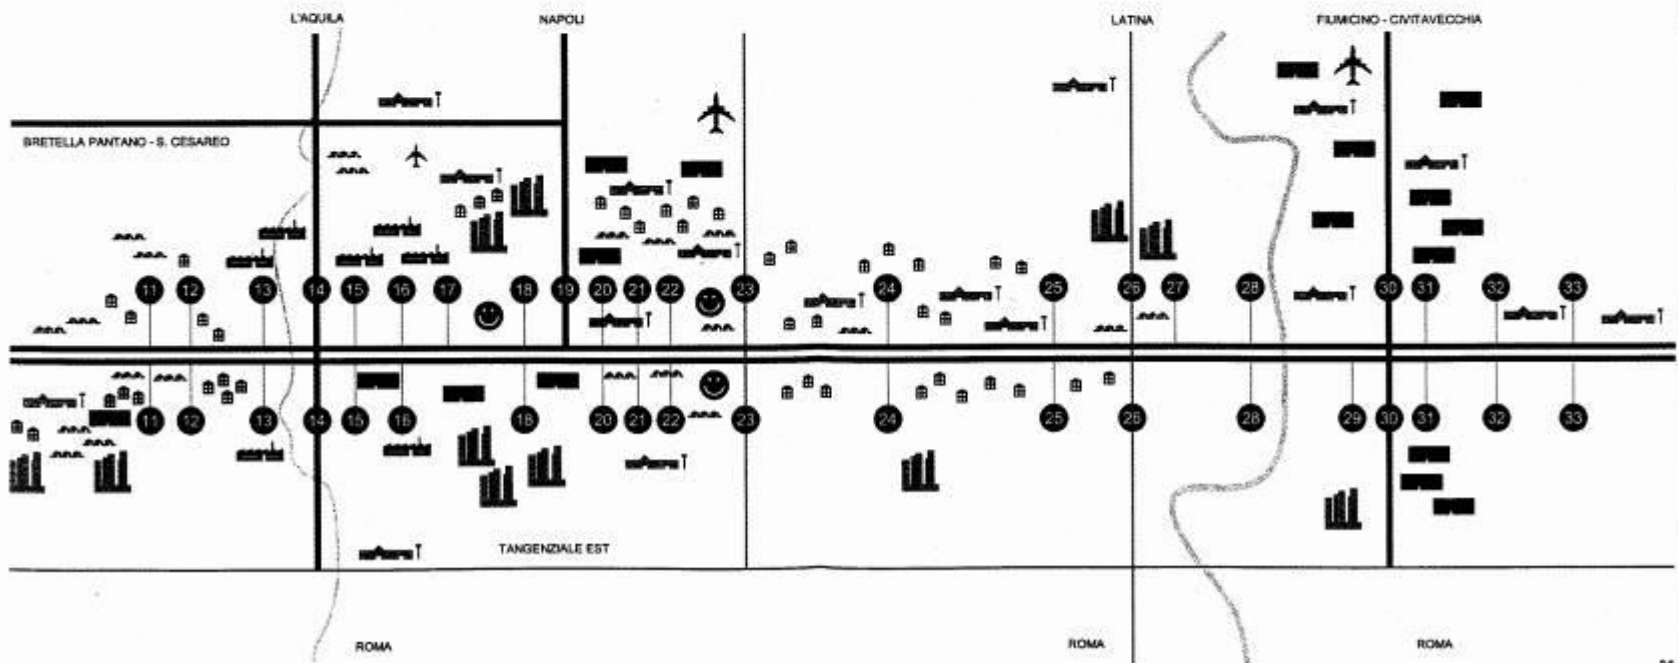 L'AQUILA
NAPOLI
LATINA
FIUMICINO - CIVITAVECCHIA
BRETELLA PANTANO - S. CESAREO
11 12 13 14 15 16 17 18 19 20 21 22 23 24 25 26 27 28 30 31 32 33
11 12 13 14 15 16 18 20 21 22 23 24 25 26 28 29 30 31 32 33
TANGENZIALE EST
ROMA
ROMA
ROMA